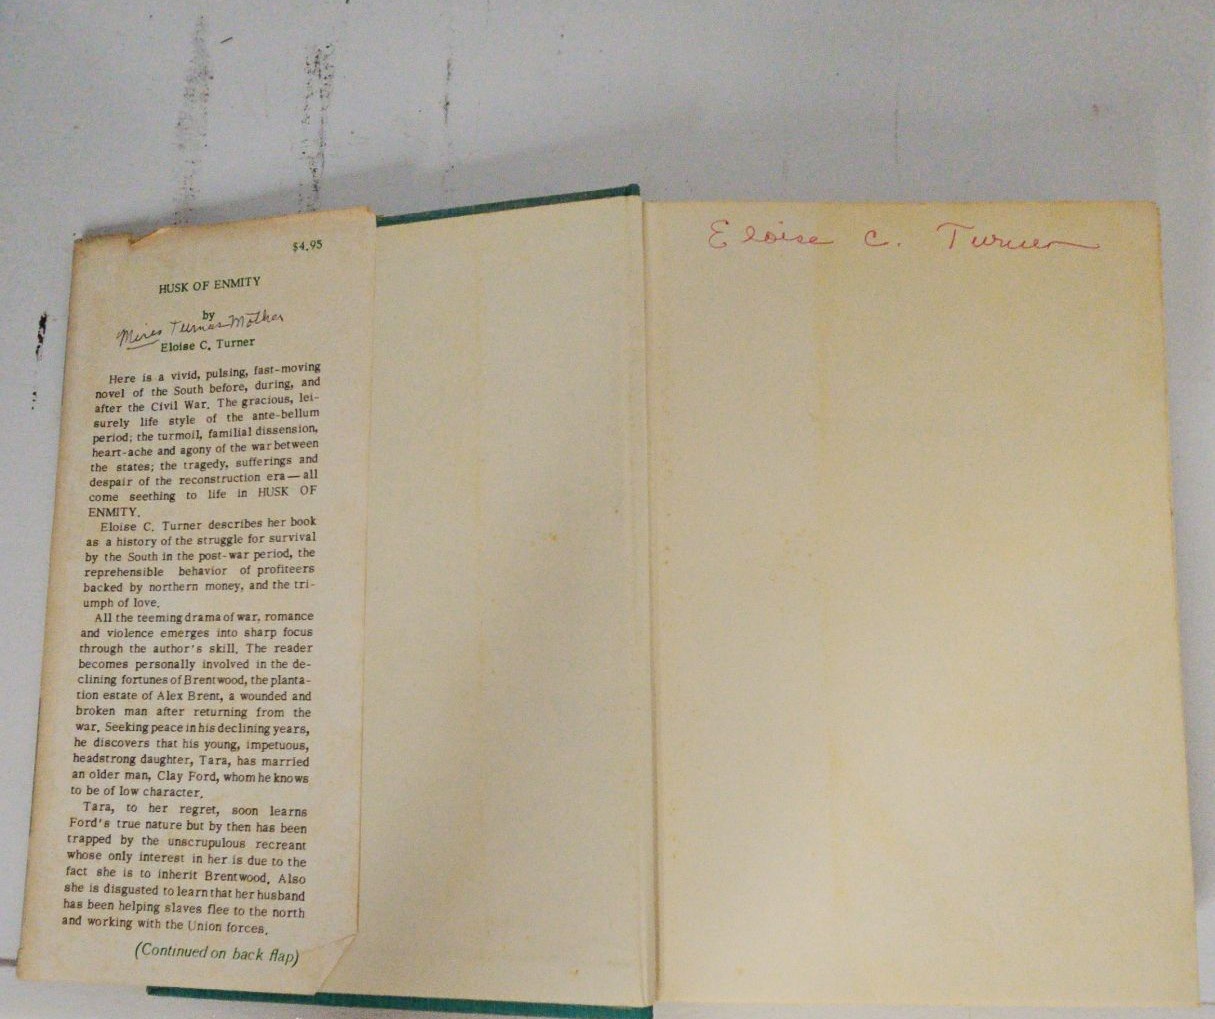 $4.95
HUSK OF ENMITY
by
Turner Mother
Eloise C. Turner
Here is a vivid, pulsing, fast-moving
novel of the South before, during, and
after the Civil War. The gracious, lei-
surely life style of the ante-bellum
period; the turmoil, familial dissension,
heart-ache and agony of the war between
the states; the tragedy, sufferings and
despair of the reconstruction era—all
come seething to life in HUSK OF
ENMITY.
Eloise C. Turner describes her book
as a history of the struggle for survival
by the South in the post-war period, the
reprehensible behavior of profiteers
backed by northern money, and the tri-
umph of love.
All the teeming drama of war, romance
and violence emerges into sharp focus
through the author's skill. The reader
becomes personally involved in the de-
clining fortunes of Brentwood, the planta-
tion estate of Alex Brent, a wounded and
broken man after returning from the
war. Seeking peace in his declining years,
he discovers that his young, impetuous,
headstrong daughter, Tara, has married
an older man, Clay Ford, whom he knows
to be of low character.
Tara, to her regret, soon learns
Ford's true nature but by then has been
trapped by the unscrupulous recreant
whose only interest in her is due to the
fact she is to inherit Brentwood. Also
she is disgusted to learn that her husband
has been helping slaves flee to the north
and working with the Union forces.
(Continued on back flap)
Eloise C. Turner